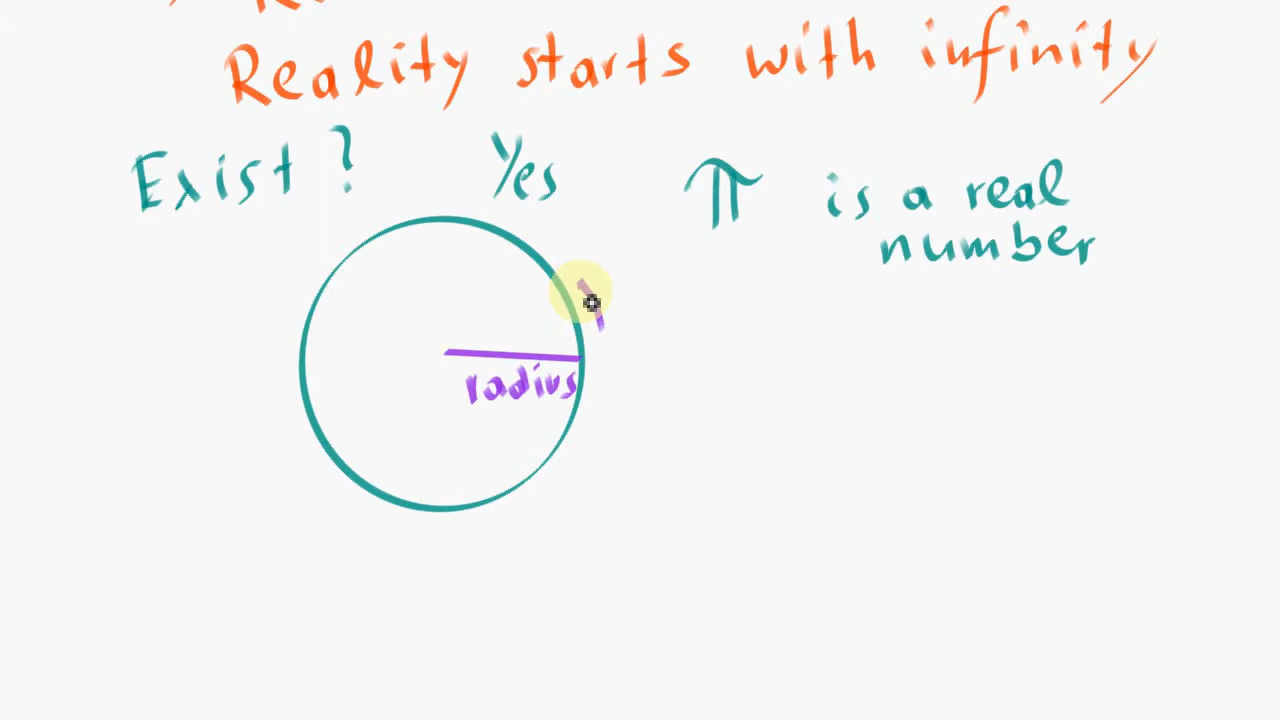 Reality starts with infinity
Exist ? Yes π is a real
number
radius